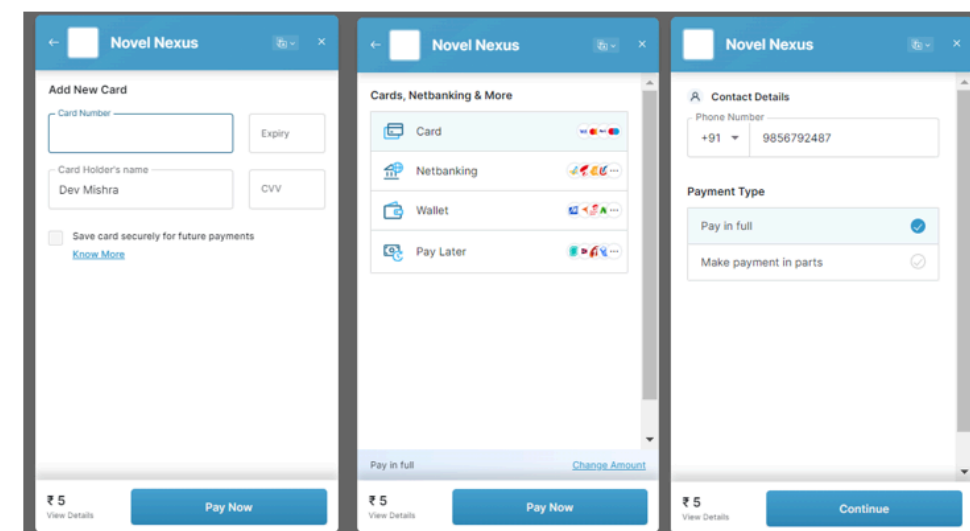 Novel Nexus
Add New Card
Card Number
Expiry
Card Holder's name
Dev Mishra
CVV
Save card securely for future payments
Know More
₹ 5
View Details
Pay Now
Novel Nexus
Cards, Netbanking & More
Card
Netbanking
Wallet
Pay Later
Pay in full
Change Amount
₹ 5
View Details
Pay Now
Novel Nexus
Contact Details
Phone Number
+91 9856792487
Payment Type
Pay in full
Make payment in parts
₹ 5
View Details
Continue